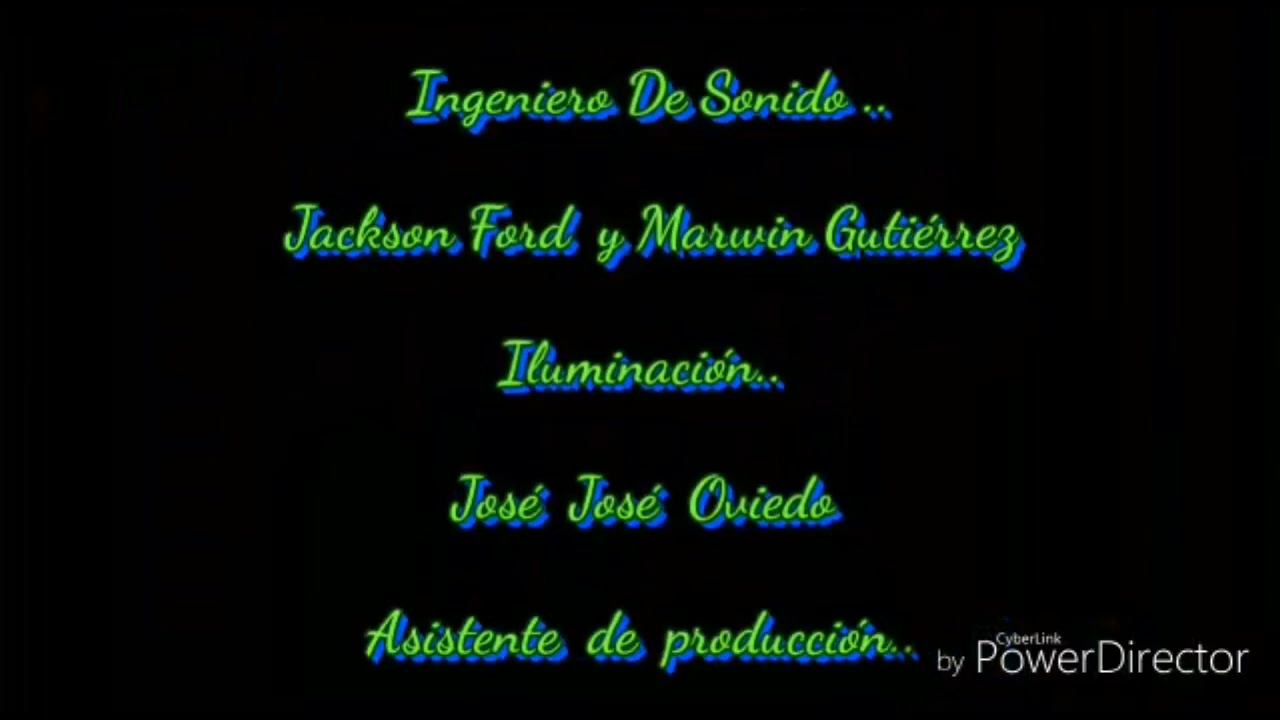 Ingeniero De Sonido ..
Jackson Ford y Marwin Gutiérrez
Iluminación..
José José Oviedo
Asistente de producción..
by CyberLink PowerDirector